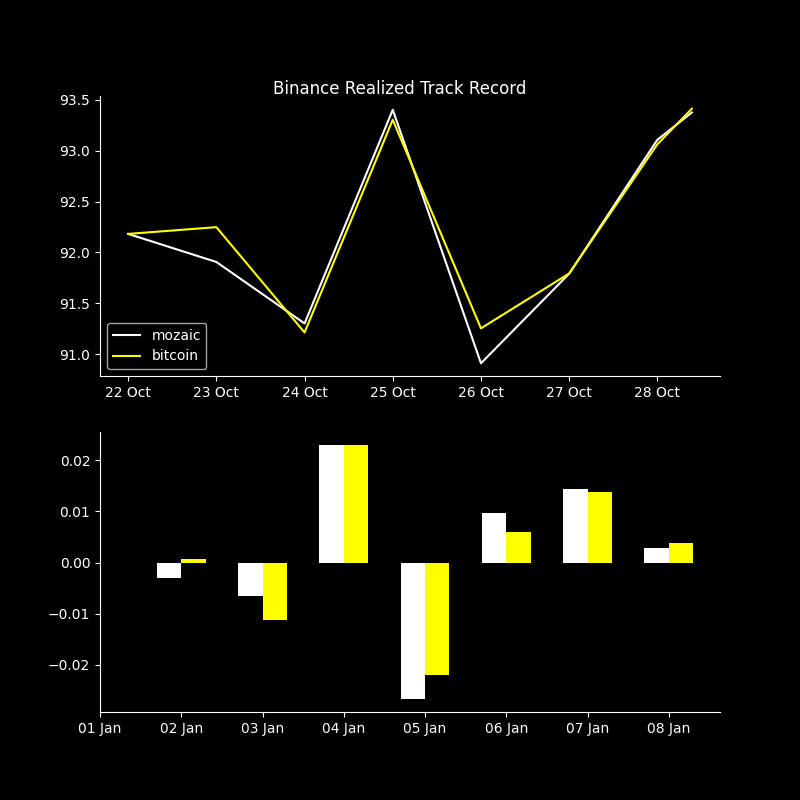 Binance Realized Track Record
93.5
93.0
92.5
92.0
91.5
91.0
mozaic
bitcoin
22 Oct 23 Oct 24 Oct 25 Oct 26 Oct 27 Oct 28 Oct
0.02
0.01
0.00
−0.01
−0.02
01 Jan 02 Jan 03 Jan 04 Jan 05 Jan 06 Jan 07 Jan 08 Jan